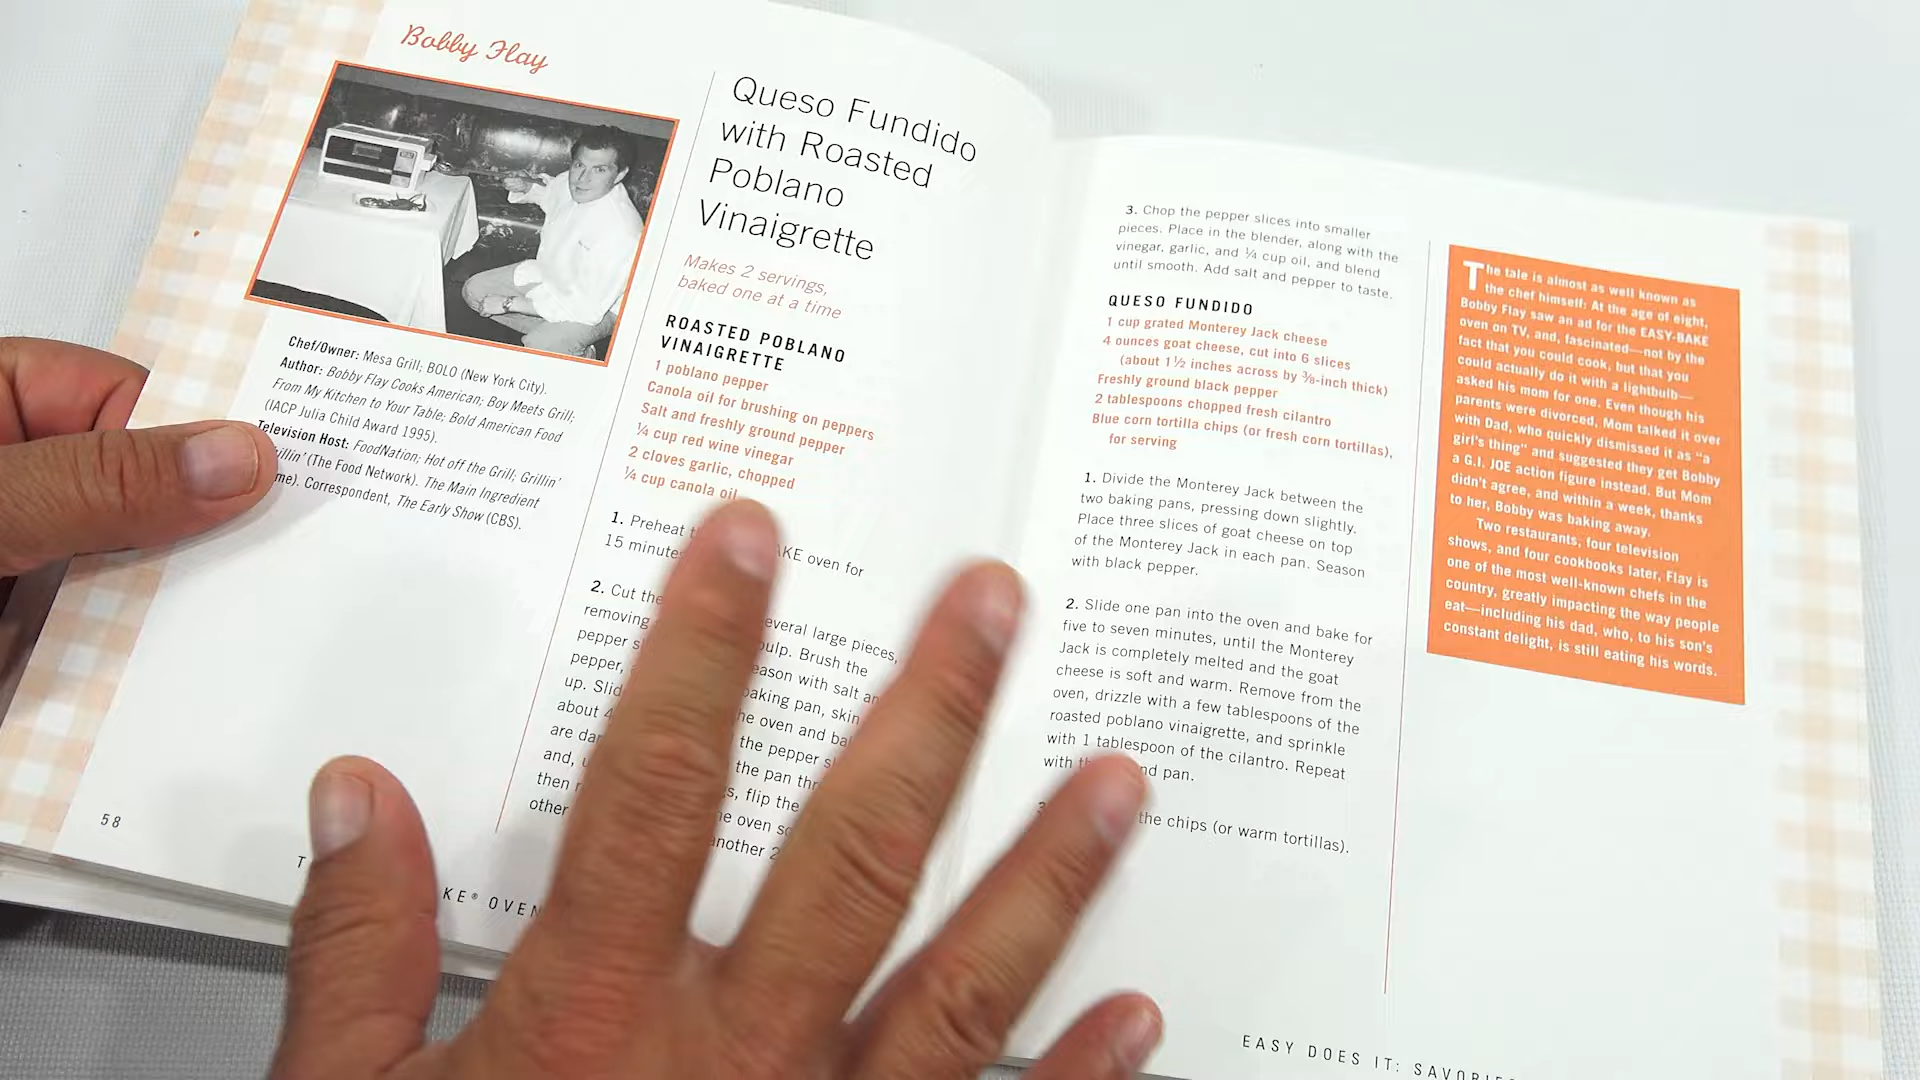 Bobby Flay
Chef/Owner: Mesa Grill; BOLO (New York City).
Author: Bobby Flay Cooks American; Boy Meets Grill;
From My Kitchen to Your Table; Bold American Food
(IACP Julia Child Award 1995).
Television Host: FoodNation; Hot off the Grill; Grillin'
(The Food Network). The Main Ingredient
Correspondent, The Early Show (CBS).
58
Queso Fundido
with Roasted
Poblano
Vinaigrette
Makes 2 servings,
baked one at a time
ROASTED POBLANO
VINAIGRETTE
1 poblano pepper
Canola oil for brushing on peppers
Salt and freshly ground pepper
¼ cup red wine vinegar
2 cloves garlic, chopped
¼ cup canola oil
1. Preheat oven for
15 minutes
2. Cut the several large pieces,
removing pulp. Brush the
pepper season with salt
pepper, baking pan, skin
up. the oven and
about the pepper
are the pan
and, flip the
then the oven
other another
OVEN
3. Chop the pepper slices into smaller
pieces. Place in the blender, along with the
vinegar, garlic, and ¼ cup oil, and blend
until smooth. Add salt and pepper to taste.
QUESO FUNDIDO
1 cup grated Monterey Jack cheese
4 ounces goat cheese, cut into 6 slices
(about 1½ inches across by ⅜-inch thick)
Freshly ground black pepper
2 tablespoons chopped fresh cilantro
Blue corn tortilla chips (or fresh corn tortillas),
for serving
1. Divide the Monterey Jack between the
two baking pans, pressing down slightly.
Place three slices of goat cheese on top
of the Monterey Jack in each pan. Season
with black pepper.
2. Slide one pan into the oven and bake for
five to seven minutes, until the Monterey
Jack is completely melted and the goat
cheese is soft and warm. Remove from the
oven, drizzle with a few tablespoons of the
roasted poblano vinaigrette, and sprinkle
with 1 tablespoon of the cilantro. Repeat
with pan.
the chips (or warm tortillas).
The tale is almost as well known as
the chef himself: At the age of eight,
Bobby Flay saw an ad for the EASY-BAKE
oven on TV, and, fascinated—not by the
fact that you could cook, but that you
could actually do it with a lightbulb—
asked his mom for one. Even though his
parents were divorced, Mom talked it over
with Dad, who quickly dismissed it as "a
girl's thing" and suggested they get Bobby
a G.I. JOE action figure instead. But Mom
didn't agree, and within a week, thanks
to her, Bobby was baking away.
Two restaurants, four television
shows, and four cookbooks later, Flay is
one of the most well-known chefs in the
country, greatly impacting the way people
eat—including his dad, who, to his son's
constant delight, is still eating his words.
EASY DOES IT: